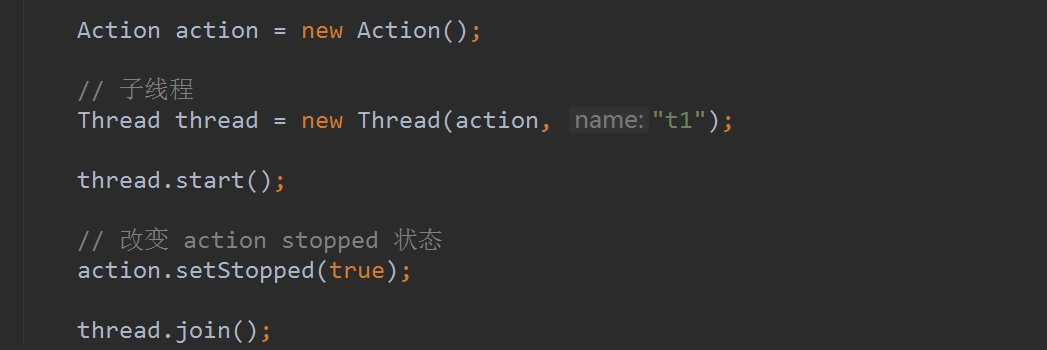 Action action = new Action();
// 子线程
Thread thread = new Thread(action, name: "t1");
thread.start();
// 改变 action stopped 状态
action.setStopped(true);
thread.join();